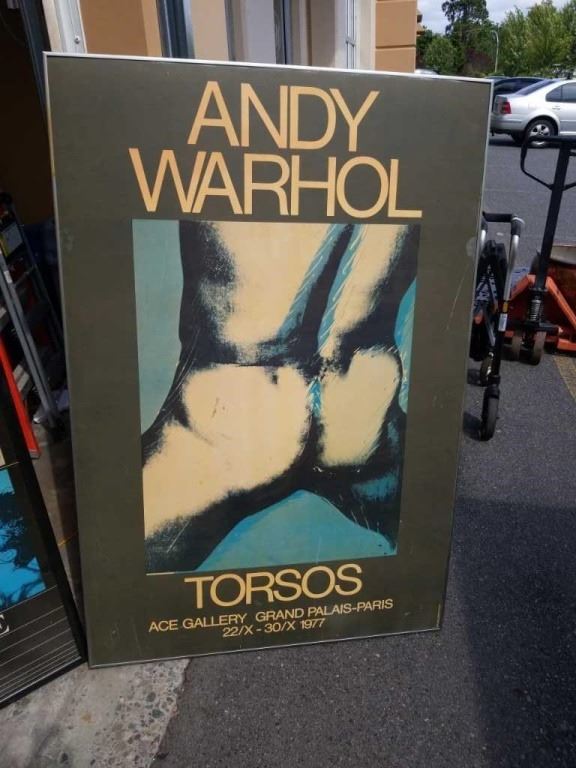 ANDY
WARHOL
TORSOS
ACE GALLERY GRAND PALAIS-PARIS
22/X - 30/X 1977
E